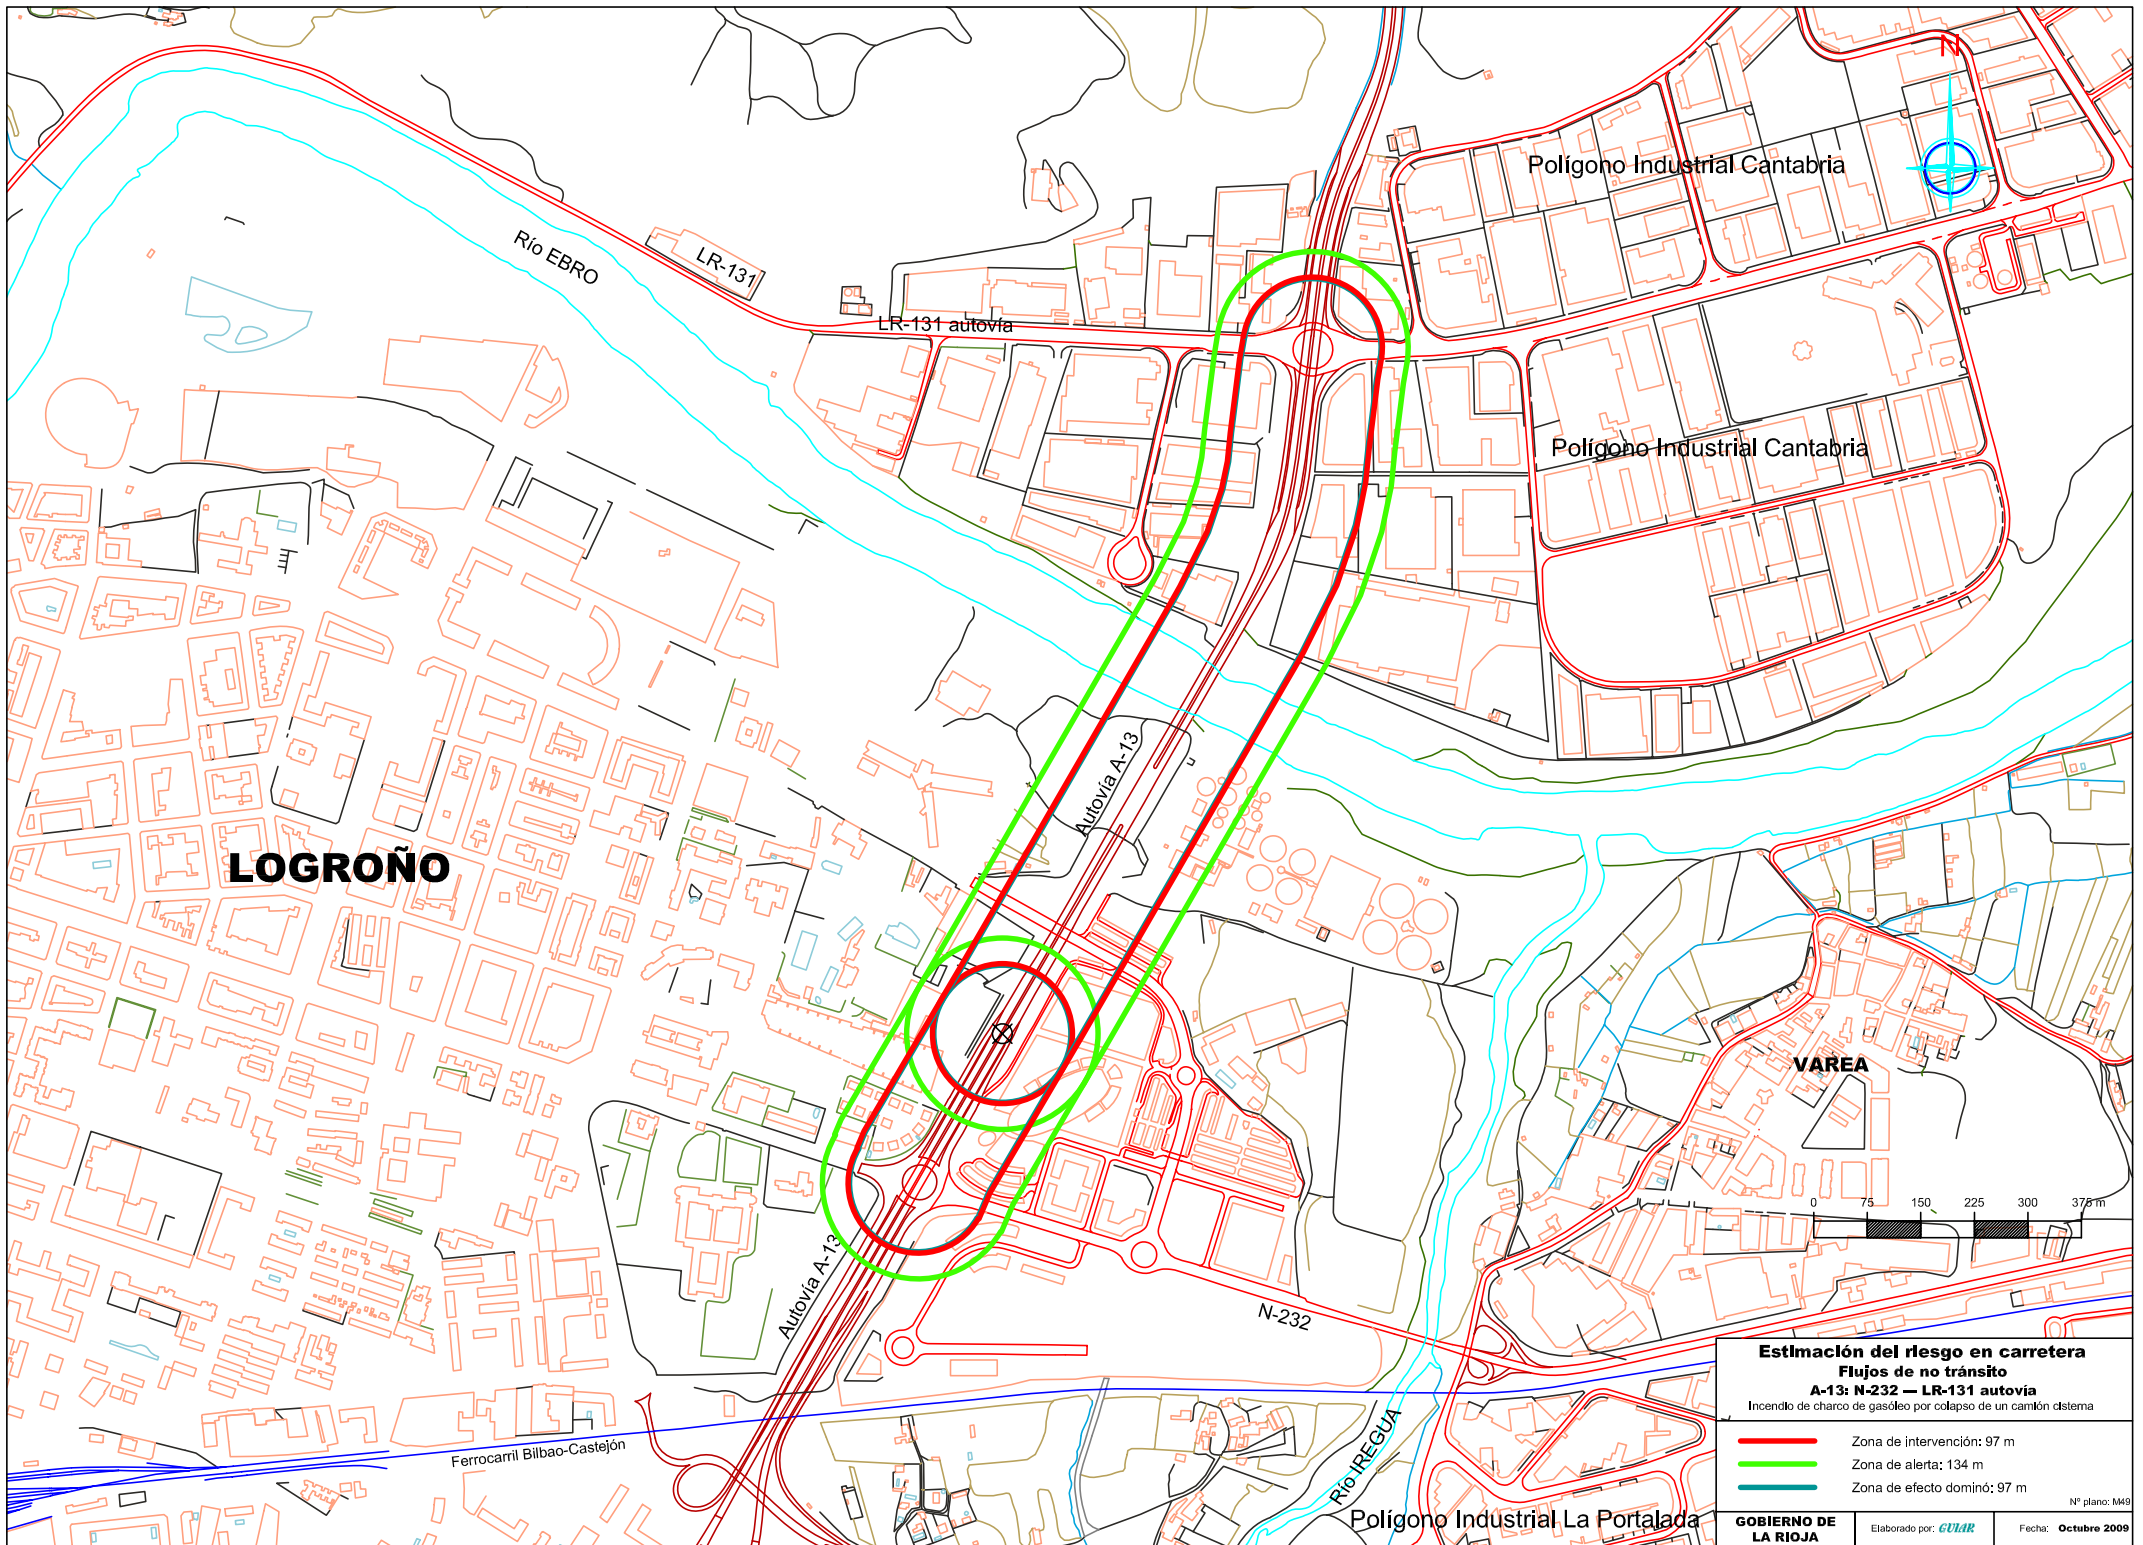 N
Polígono Industrial Cantabria
Río EBRO
LR-131
LR-131 autovía
Polígono Industrial Cantabria
Autovía A-13
LOGROÑO
VAREA
0 75 150 225 300 375 m
Autovía A-13
N-232
Ferrocarril Bilbao-Castejón
Río IREGUA
Polígono Industrial La Portalada
Estimación del riesgo en carretera
Flujos de no tránsito
A-13: N-232 — LR-131 autovía
Incendio de charco de gasóleo por colapso de un camión cisterna
Zona de intervención: 97 m
Zona de alerta: 134 m
Zona de efecto dominó: 97 m
Nº plano: M49
GOBIERNO DE
LA RIOJA
Elaborado por: GUIAR
Fecha: Octubre 2009